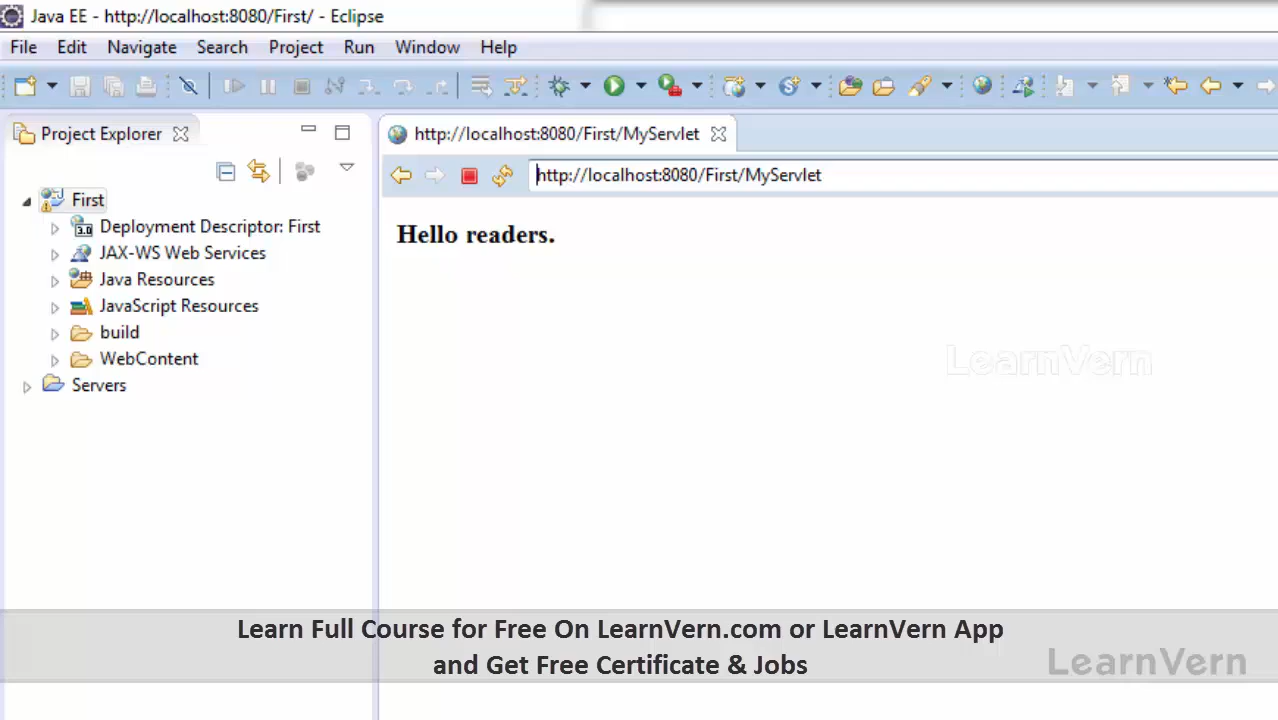 Java EE - http://localhost:8080/First/ - Eclipse
File Edit Navigate Search Project Run Window Help
Project Explorer
http://localhost:8080/First/MyServlet
http://localhost:8080/First/MyServlet
First
Hello readers.
Deployment Descriptor: First
3.0
JAX-WS Web Services
Java Resources
JavaScript Resources
build
WebContent
LearnVern
Servers
Learn Full Course for Free On LearnVern.com or LearnVern App
and Get Free Certificate & Jobs
LearnVern